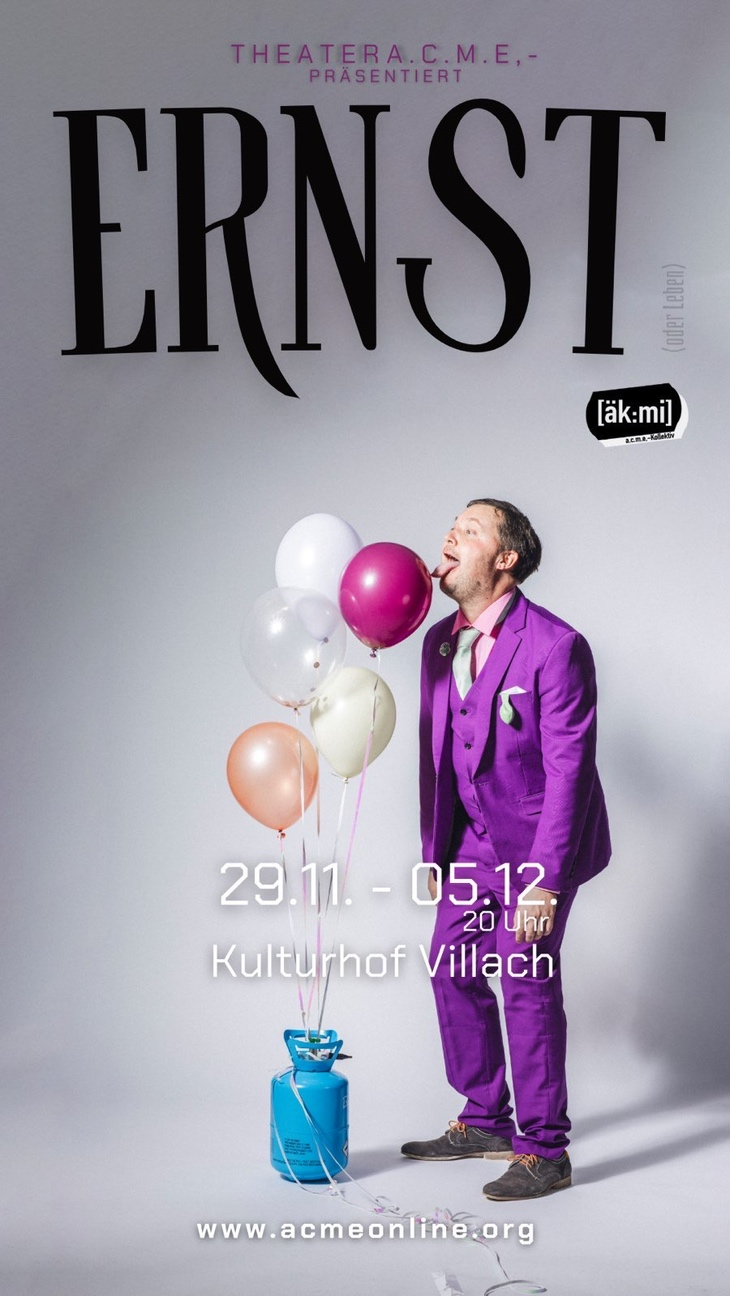 THEATERA.C.M.E,-
PRÄSENTIERT
ERNST
(oder Leben)
[äk:mi]
a.c.m.e,-Kollektiv
29.11. - 05.12.
20 Uhr
Kulturhof Villach
www.acmeonline.org